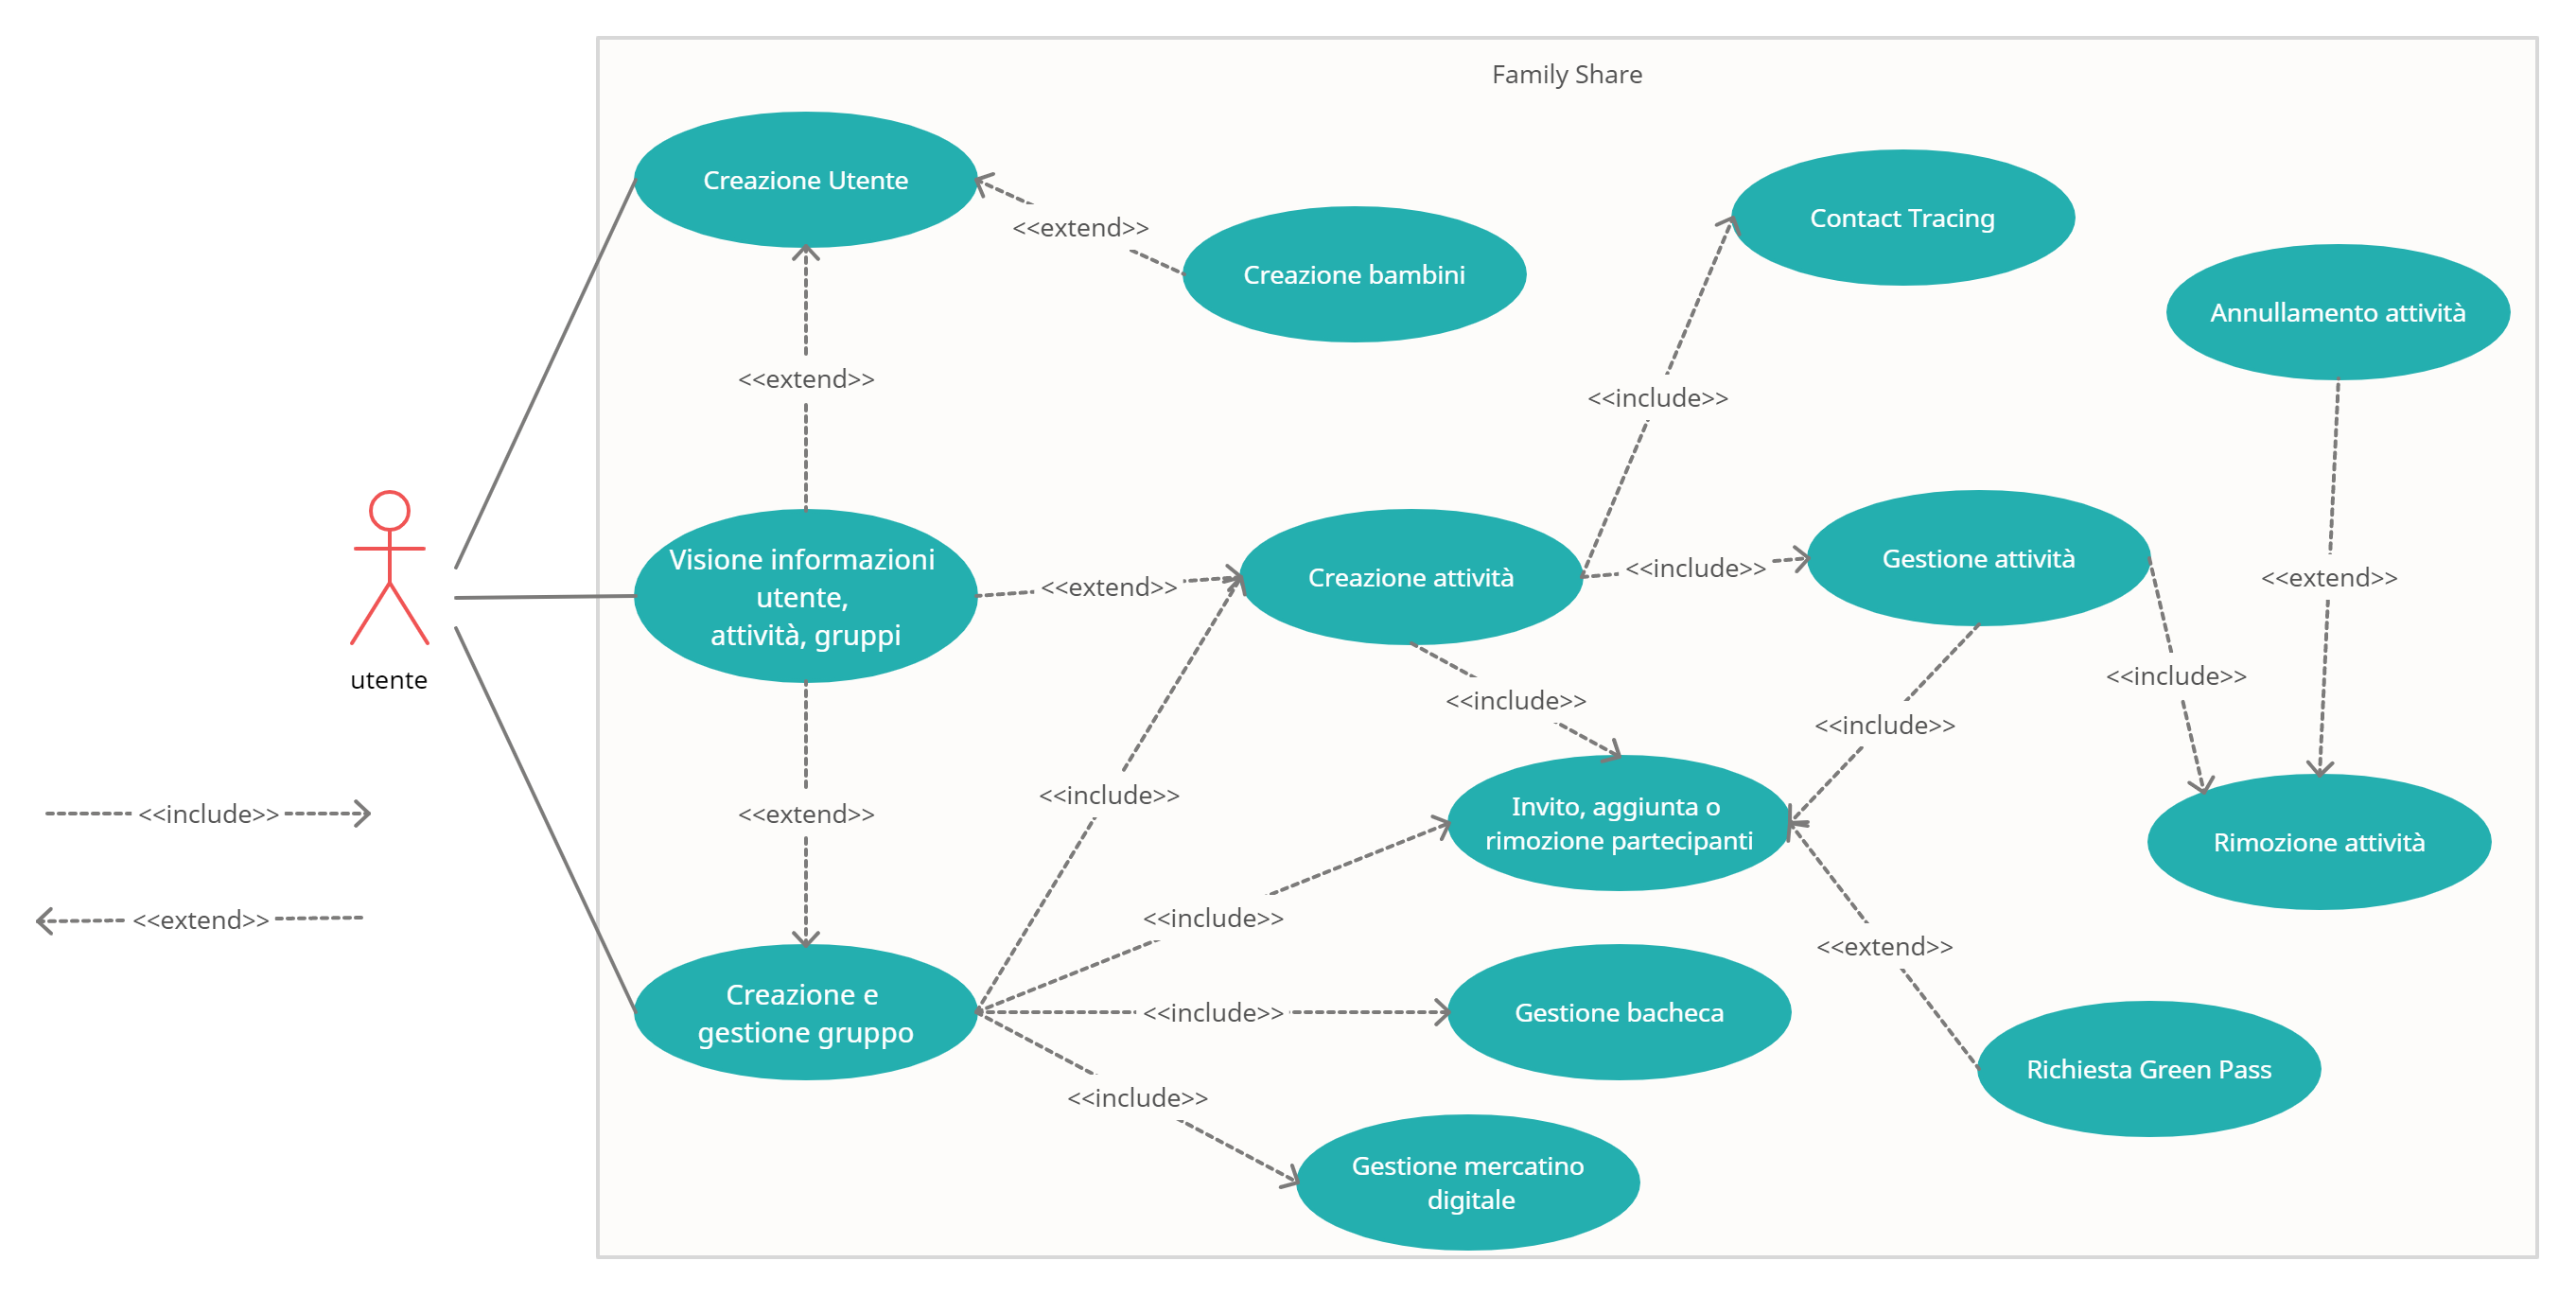 Family Share
Creazione Utente
<<extend>>
Creazione bambini
Contact Tracing
Annullamento attività
<<extend>>
<<include>>
Visione informazioni
utente,
attività, gruppi
<<extend>>
Creazione attività
<<include>>
Gestione attività
<<extend>>
utente
<<include>>
<<include>>
<<include>>
<<include>>
<<extend>>
<<include>>
Invito, aggiunta o
rimozione partecipanti
Rimozione attività
<<include>>
<<extend>>
<<include>>
<<extend>>
Creazione e
gestione gruppo
<<include>>
Gestione bacheca
Richiesta Green Pass
<<include>>
Gestione mercatino
digitale